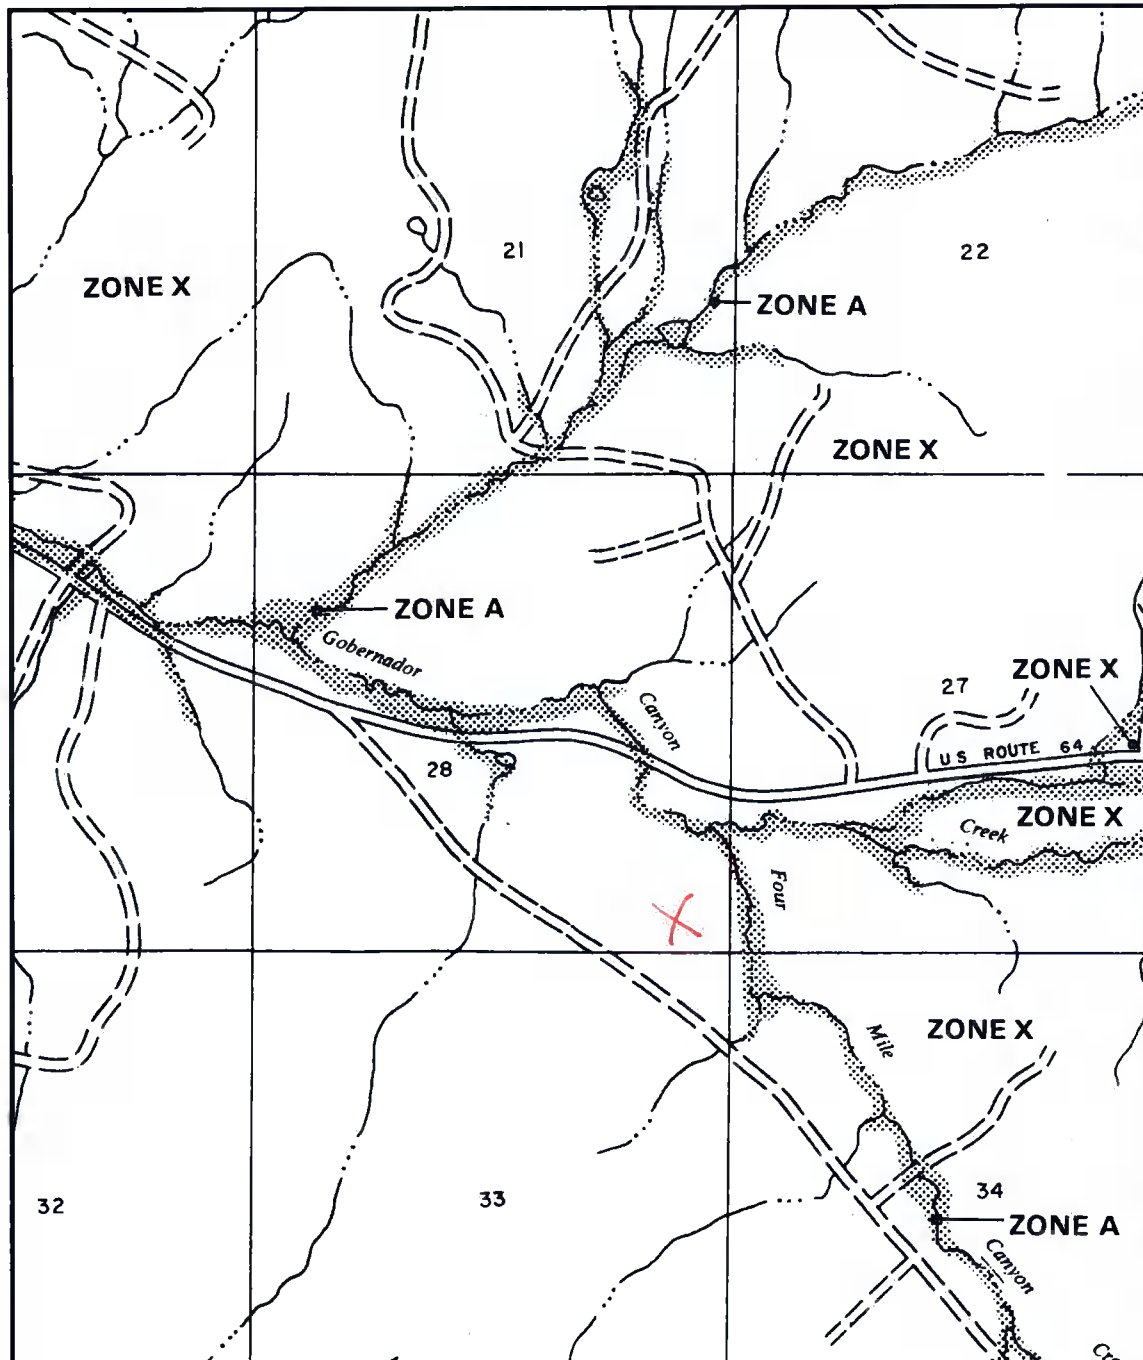 21
22
ZONE X
ZONE A
ZONE X
ZONE A
Gobernador
Canyon
ZONE X
27
US ROUTE 64
28
ZONE X
Creek
Four
ZONE X
Mile
32
33
34
ZONE A
Canyon